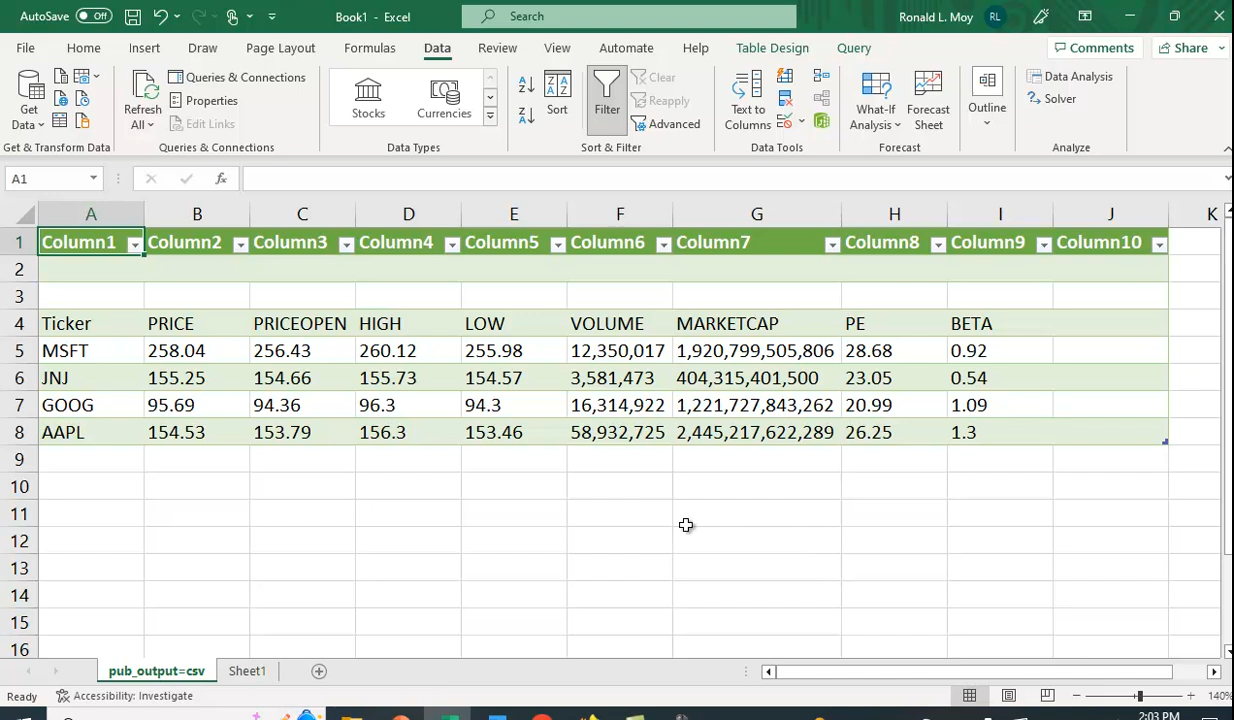 AutoSave Off Book1 - Excel Search Ronald L. Moy RL
File Home Insert Draw Page Layout Formulas Data Review View Automate Help Table Design Query Comments Share
Get Data
Refresh All
Queries & Connections
Properties
Edit Links
Stocks
Currencies
Sort
Filter
Clear
Reapply
Advanced
Text to Columns
What-If Analysis
Forecast Sheet
Outline
Data Analysis
Solver
Get & Transform Data Queries & Connections Data Types Sort & Filter Data Tools Forecast Analyze
A1 fx
A B C D E F G H I J K
1 Column1 Column2 Column3 Column4 Column5 Column6 Column7 Column8 Column9 Column10
2
3
4 Ticker PRICE PRICEOPEN HIGH LOW VOLUME MARKETCAP PE BETA
5 MSFT 258.04 256.43 260.12 255.98 12,350,017 1,920,799,505,806 28.68 0.92
6 JNJ 155.25 154.66 155.73 154.57 3,581,473 404,315,401,500 23.05 0.54
7 GOOG 95.69 94.36 96.3 94.3 16,314,922 1,221,727,843,262 20.99 1.09
8 AAPL 154.53 153.79 156.3 153.46 58,932,725 2,445,217,622,289 26.25 1.3
9
10
11
12
13
14
15
16
pub_output=csv Sheet1
Ready Accessibility: Investigate 140%
2:03 PM